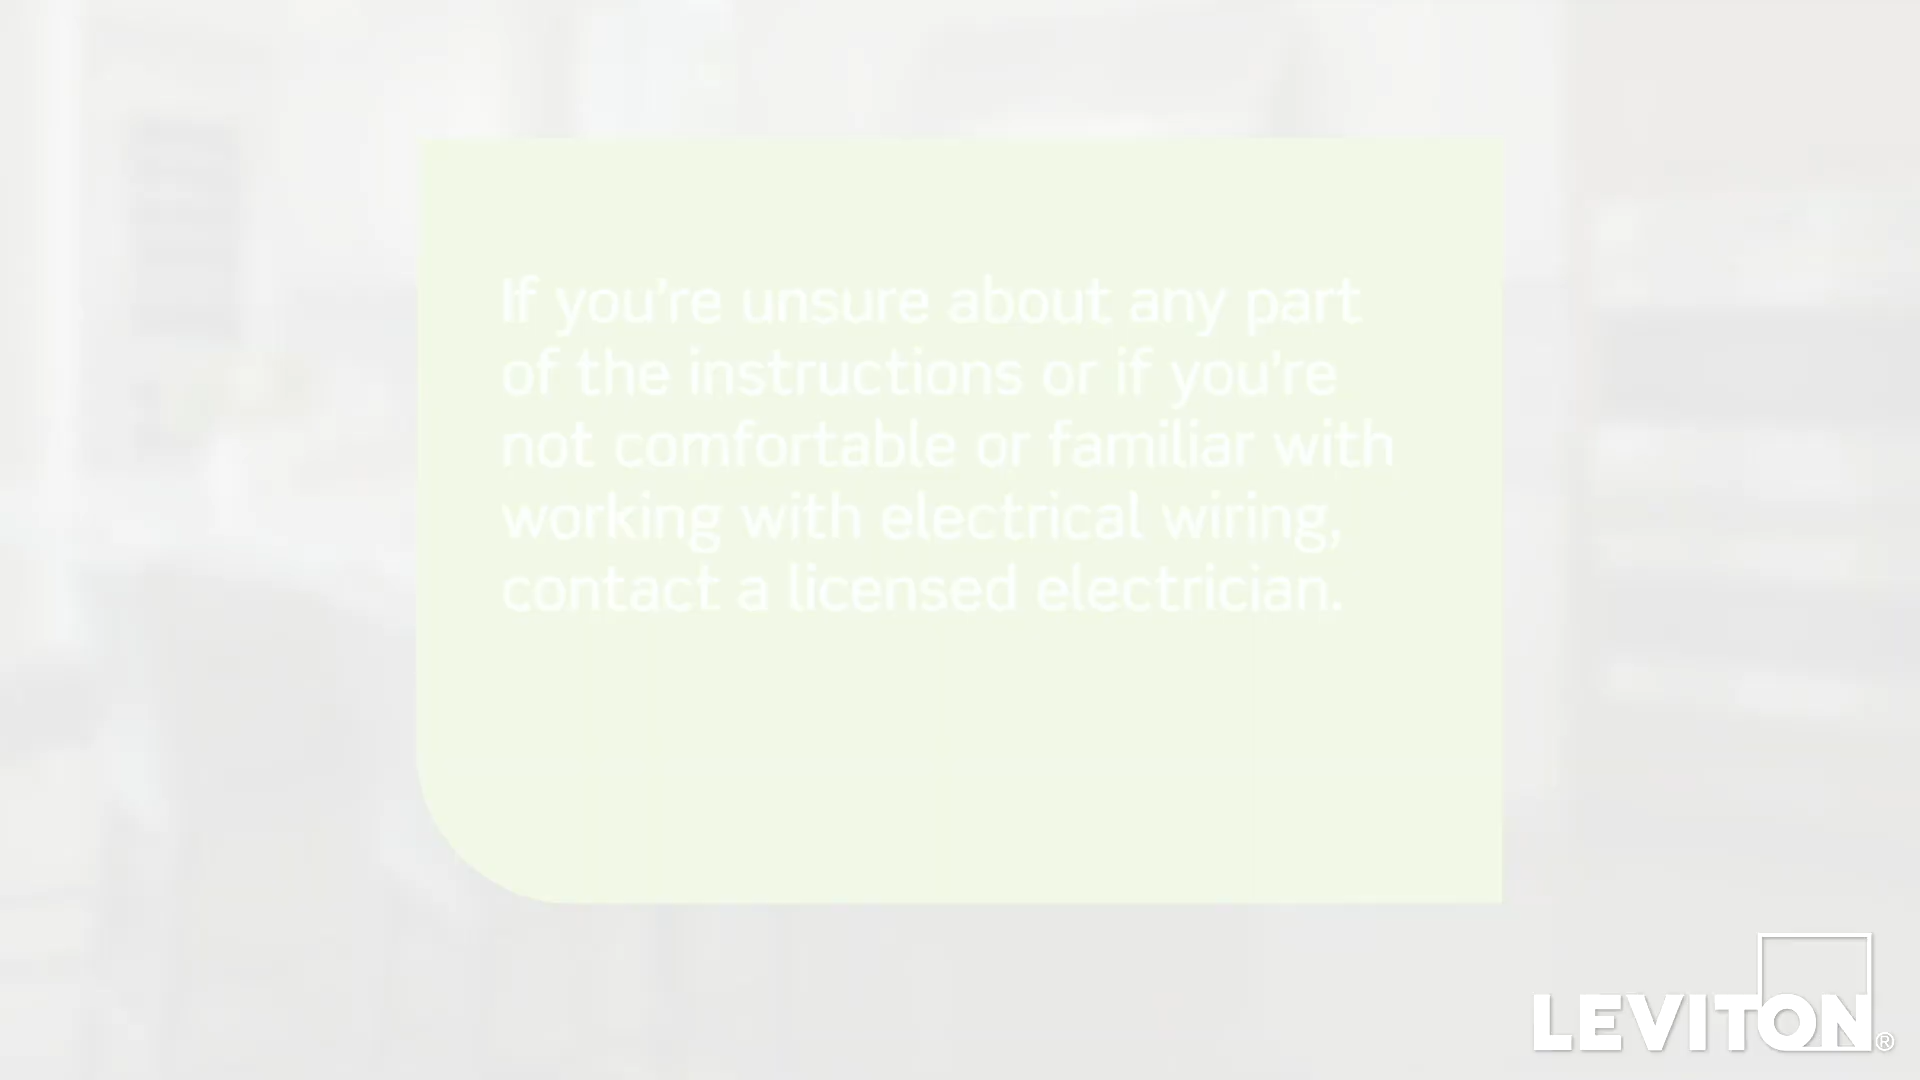 If you're unsure about any part
of the instructions or if you're
not comfortable or familiar with
working with electrical wiring,
contact a licensed electrician.
LEVITON®